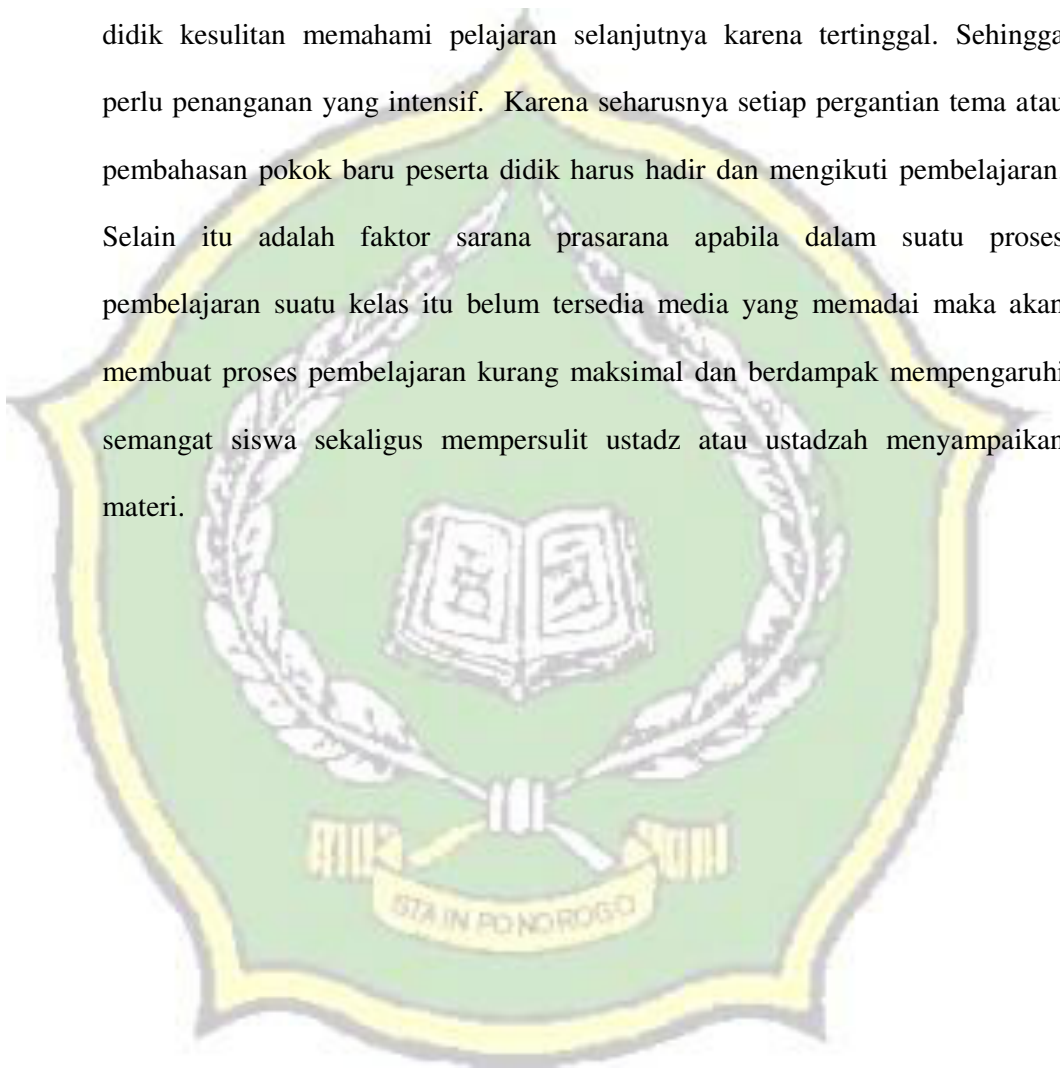 didik kesulitan memahami pelajaran selanjutnya karena tertinggal. Sehingga
perlu penanganan yang intensif. Karena seharusnya setiap pergantian tema atau
pembahasan pokok baru peserta didik harus hadir dan mengikuti pembelajaran
Selain itu adalah faktor sarana prasarana apabila dalam suatu proses
pembelajaran suatu kelas itu belum tersedia media yang memadai maka akan
membuat proses pembelajaran kurang maksimal dan berdampak mempengaruhi
semangat siswa sekaligus mempersulit ustadz atau ustadzah menyampaikan
materi.
STAIN PONOROGO